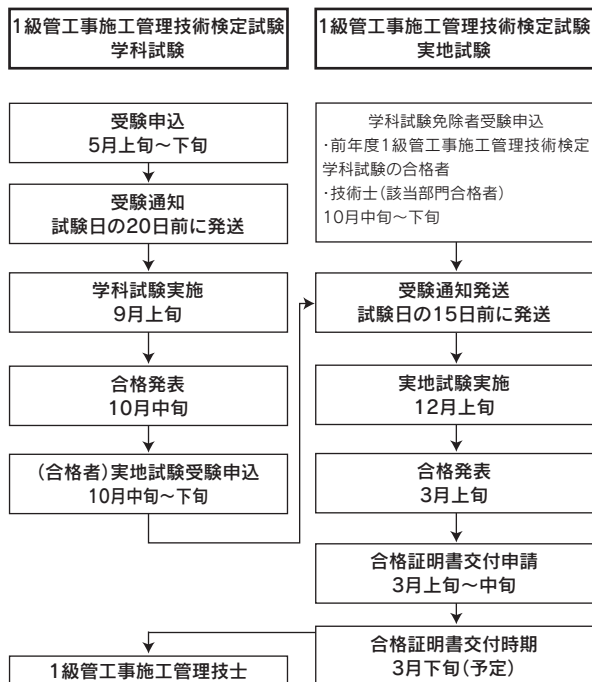 1級管工事施工管理技術検定試験
学科試験
1級管工事施工管理技術検定試験
実地試験
受験申込
5月上旬～下旬
受験通知
試験日の20日前に発送
学科試験実施
9月上旬
合格発表
10月中旬
(合格者)実地試験受験申込
10月中旬～下旬
学科試験免除者受験申込
・前年度1級管工事施工管理技術検定
学科試験の合格者
・技術士(該当部門合格者)
10月中旬～下旬
受験通知発送
試験日の15日前に発送
実地試験実施
12月上旬
合格発表
3月上旬
合格証明書交付申請
3月上旬～中旬
合格証明書交付時期
3月下旬(予定)
1級管工事施工管理技士